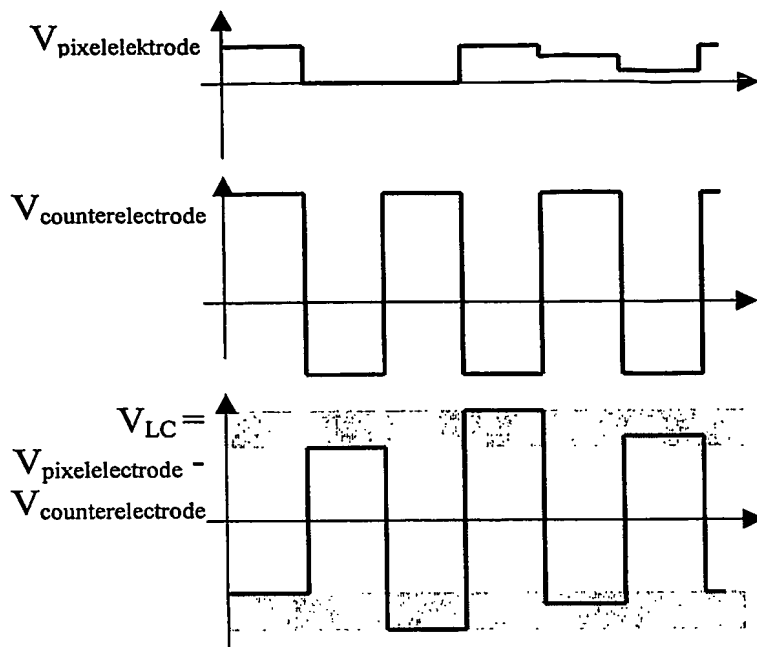 Vpixelelektrode
Vcounterelectrode
VLC =
Vpixelelectrode -
Vcounterelectrode